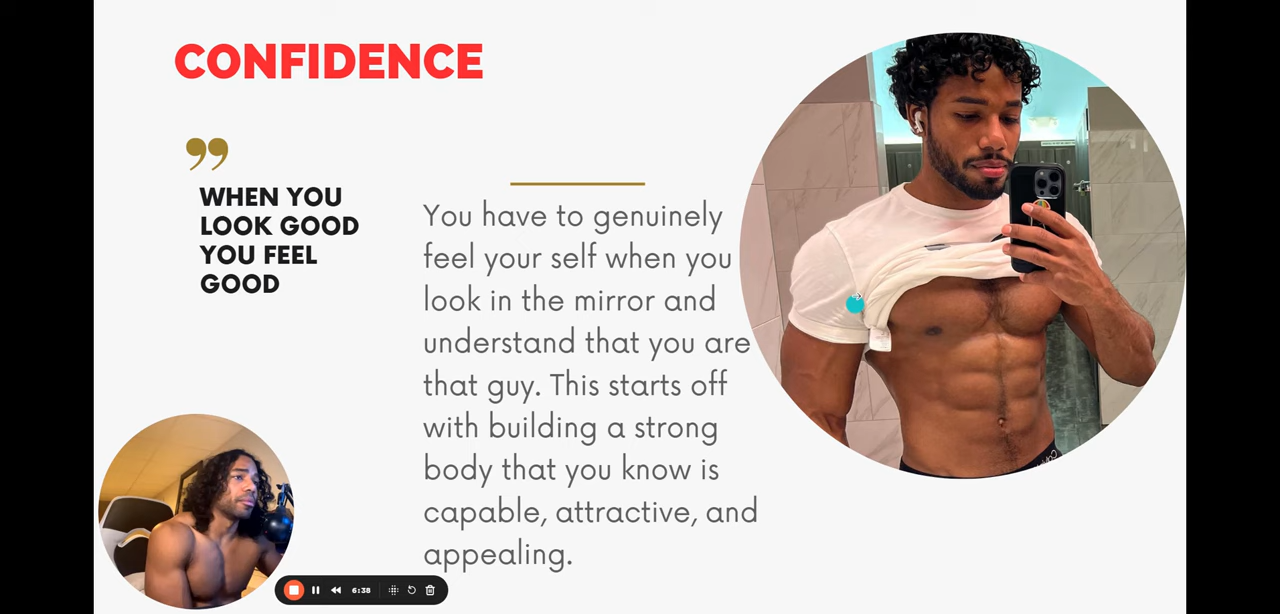 CONFIDENCE
WHEN YOU
LOOK GOOD
YOU FEEL
GOOD
You have to genuinely
feel your self when you
look in the mirror and
understand that you are
that guy. This starts off
with building a strong
body that you know is
capable, attractive, and
appealing.
6:38